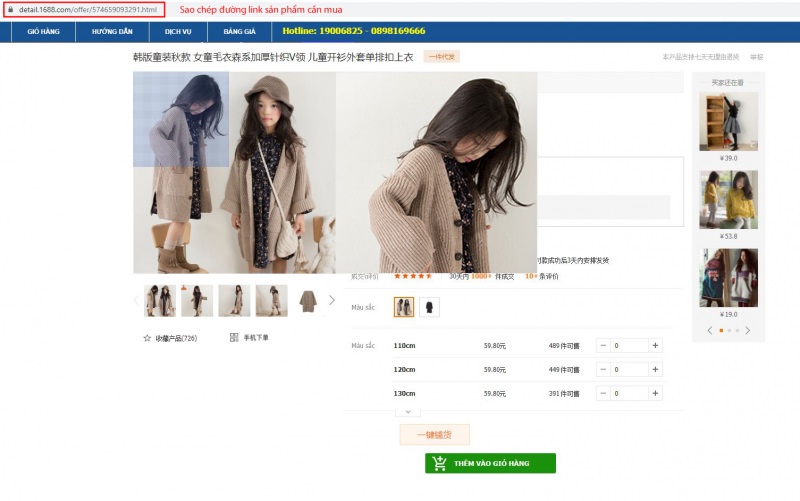 detail.1688.com/offer/574659093291.html
Sao chép đường link sản phẩm cần mua
GIỎ HÀNG
HƯỚNG DẪN
DỊCH VỤ
BẢNG GIÁ
Hotline: 19006825 - 0898169666
韩版童装秋款 女童毛衣森系加厚针织V领 儿童开衫外套单排扣上衣
一件代发
本产品支持七天无理由退货
举报
买家还在看
¥39.0
¥53.8
¥19.0
付款成功后3天内安排发货
成交\评价
30天内 1000+ 件成交
10+ 条评价
Màu sắc
收藏产品(726)
手机下单
Màu sắc
110cm 59.80元 489 件可售 − 0 +
120cm 59.80元 449 件可售 − 0 +
130cm 59.80元 391 件可售 − 0 +
一键铺货
THÊM VÀO GIỎ HÀNG